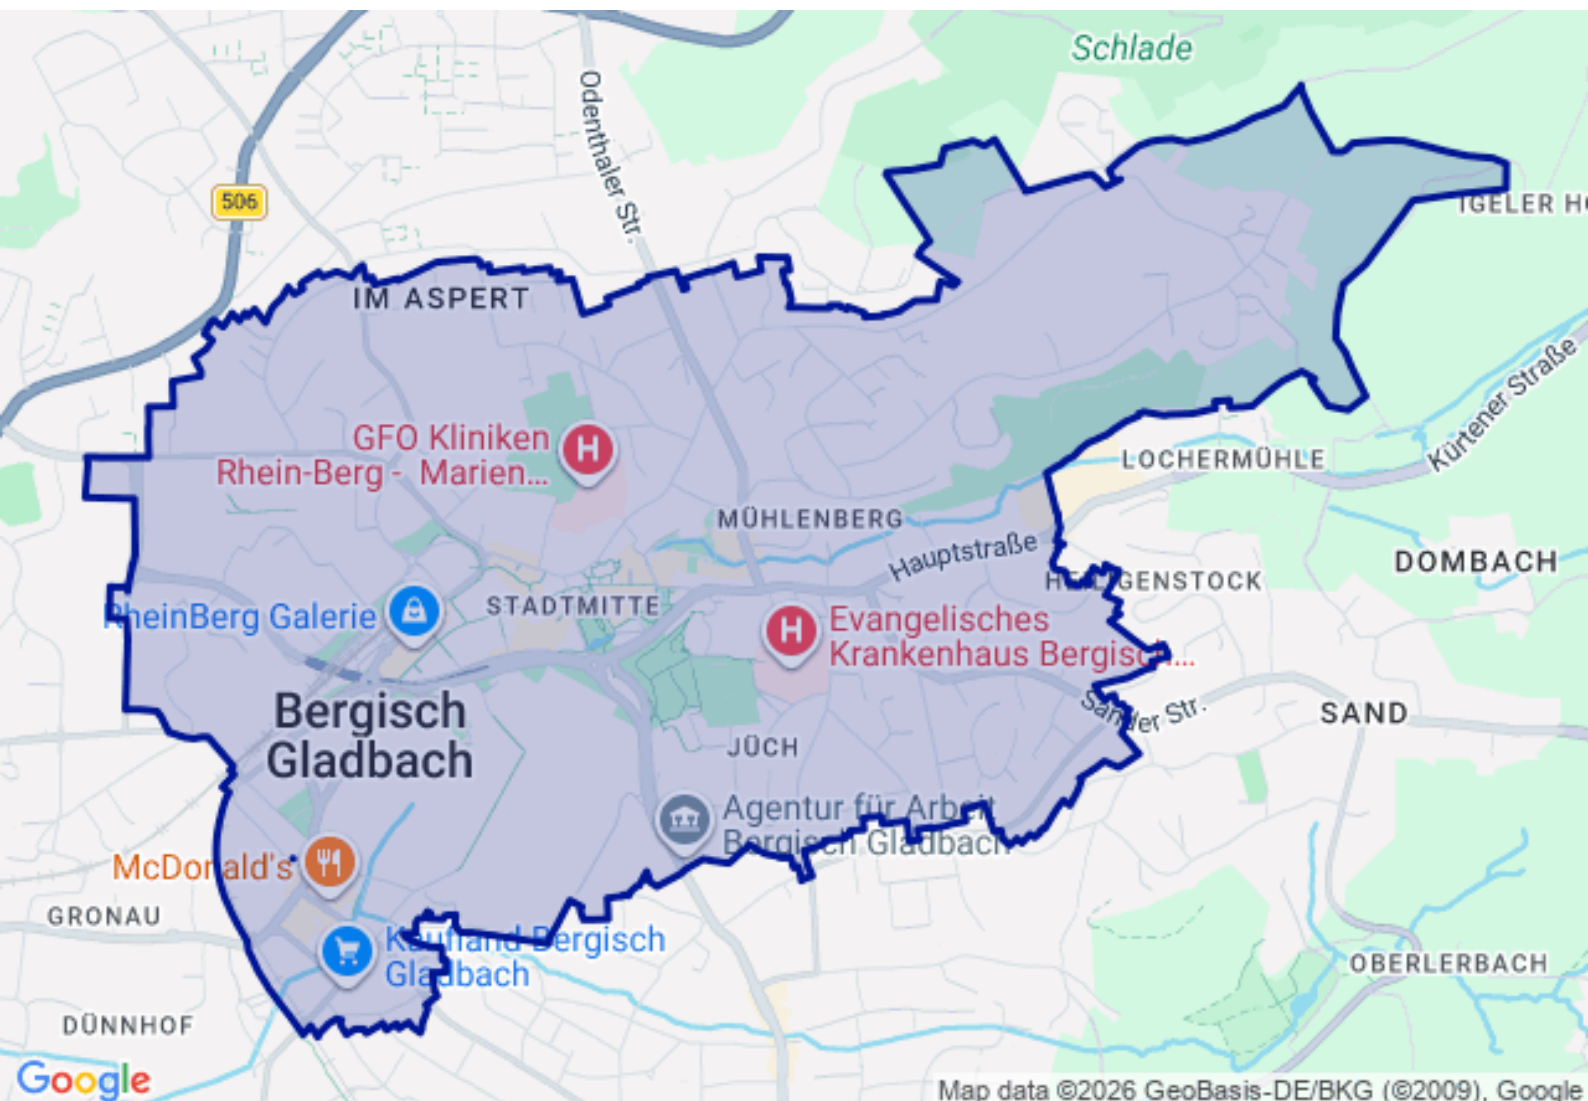 Schlade
Odenthaler Str.
506
IGELER HO
IM ASPERT
Kürtener Straße
GFO Kliniken
Rhein-Berg - Marien...
LOCHERMÜHLE
MÜHLENBERG
Hauptstraße
DOMBACH
HEILIGENSTOCK
RheinBerg Galerie
STADTMITTE
Evangelisches
Krankenhaus Bergisch...
Sander Str.
SAND
Bergisch
Gladbach
JÜCH
Agentur für Arbeit
Bergisch Gladbach
McDonald's
GRONAU
Kaufland Bergisch
Gladbach
OBERLERBACH
DÜNNHOF
Google
Map data ©2026 GeoBasis-DE/BKG (©2009), Google